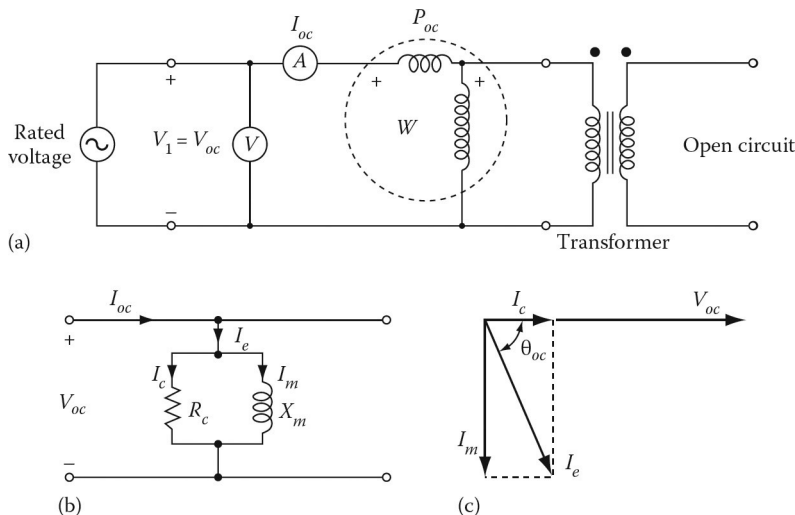 I_oc
P_oc
A
+
+
+
Rated
voltage
V_1 = V_oc
V
W
Open circuit
–
(a)
Transformer
I_oc
I_e
+
I_c
I_m
V_oc
R_c
X_m
–
(b)
I_c
V_oc
θ_oc
I_m
I_e
(c)